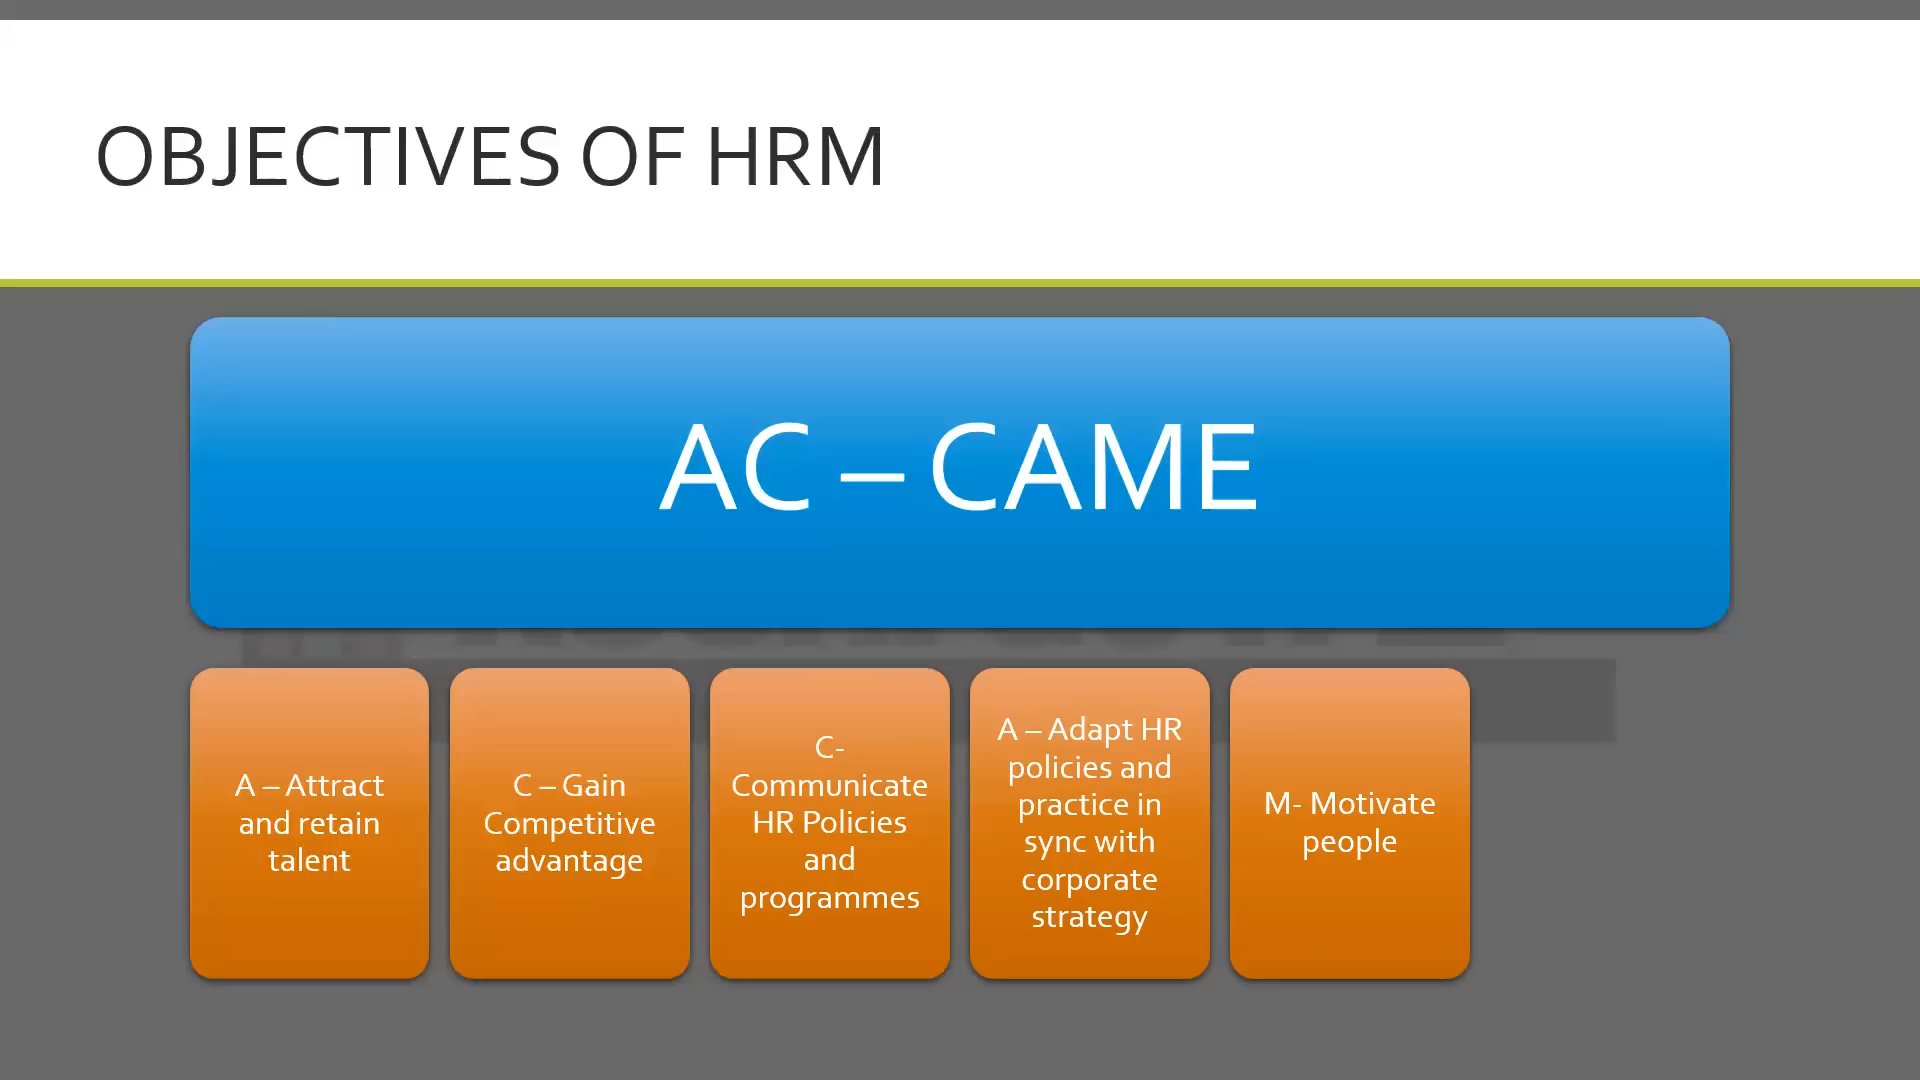 OBJECTIVES OF HRM
AC – CAME
A – Attract
and retain
talent
C – Gain
Competitive
advantage
C-
Communicate
HR Policies
and
programmes
A – Adapt HR
policies and
practice in
sync with
corporate
strategy
M- Motivate
people